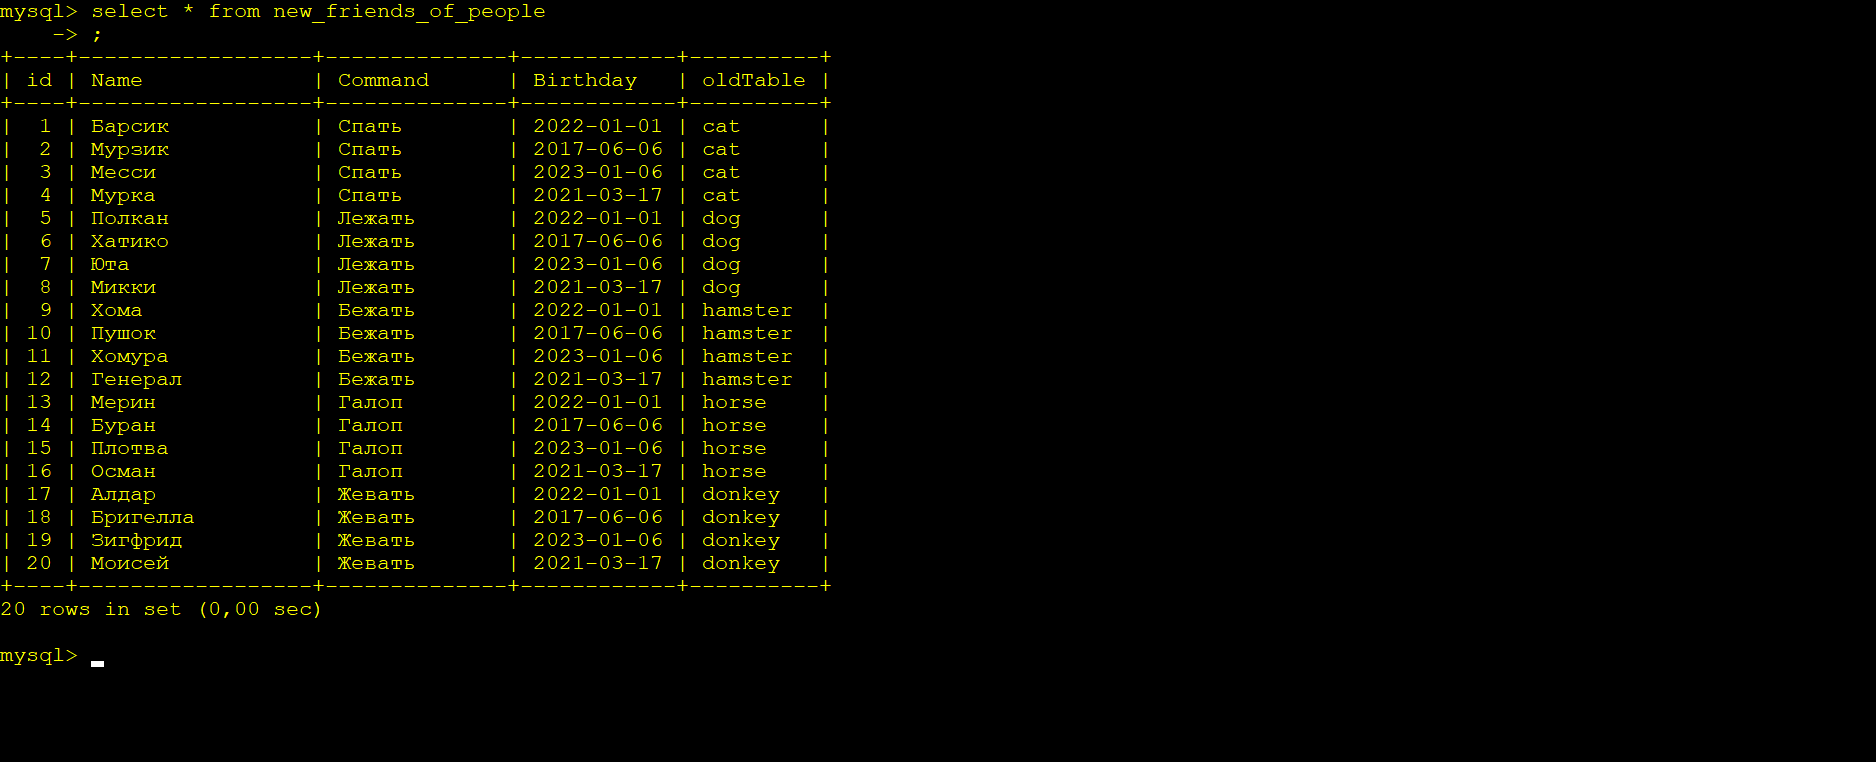 mysql> select * from new_friends_of_people
    -> ;
+----+------------------+--------------+------------+----------+
| id | Name             | Command      | Birthday   | oldTable |
+----+------------------+--------------+------------+----------+
|  1 | Барсик           | Спать        | 2022-01-01 | cat      |
|  2 | Мурзик           | Спать        | 2017-06-06 | cat      |
|  3 | Месси            | Спать        | 2023-01-06 | cat      |
|  4 | Мурка            | Спать        | 2021-03-17 | cat      |
|  5 | Полкан           | Лежать       | 2022-01-01 | dog      |
|  6 | Хатико           | Лежать       | 2017-06-06 | dog      |
|  7 | Юта              | Лежать       | 2023-01-06 | dog      |
|  8 | Микки            | Лежать       | 2021-03-17 | dog      |
|  9 | Хома             | Бежать       | 2022-01-01 | hamster  |
| 10 | Пушок            | Бежать       | 2017-06-06 | hamster  |
| 11 | Хомура           | Бежать       | 2023-01-06 | hamster  |
| 12 | Генерал          | Бежать       | 2021-03-17 | hamster  |
| 13 | Мерин            | Галоп        | 2022-01-01 | horse    |
| 14 | Буран            | Галоп        | 2017-06-06 | horse    |
| 15 | Плотва           | Галоп        | 2023-01-06 | horse    |
| 16 | Осман            | Галоп        | 2021-03-17 | horse    |
| 17 | Алдар            | Жевать       | 2022-01-01 | donkey   |
| 18 | Бригелла         | Жевать       | 2017-06-06 | donkey   |
| 19 | Зигфрид          | Жевать       | 2023-01-06 | donkey   |
| 20 | Моисей           | Жевать       | 2021-03-17 | donkey   |
+----+------------------+--------------+------------+----------+
20 rows in set (0,00 sec)
mysql>